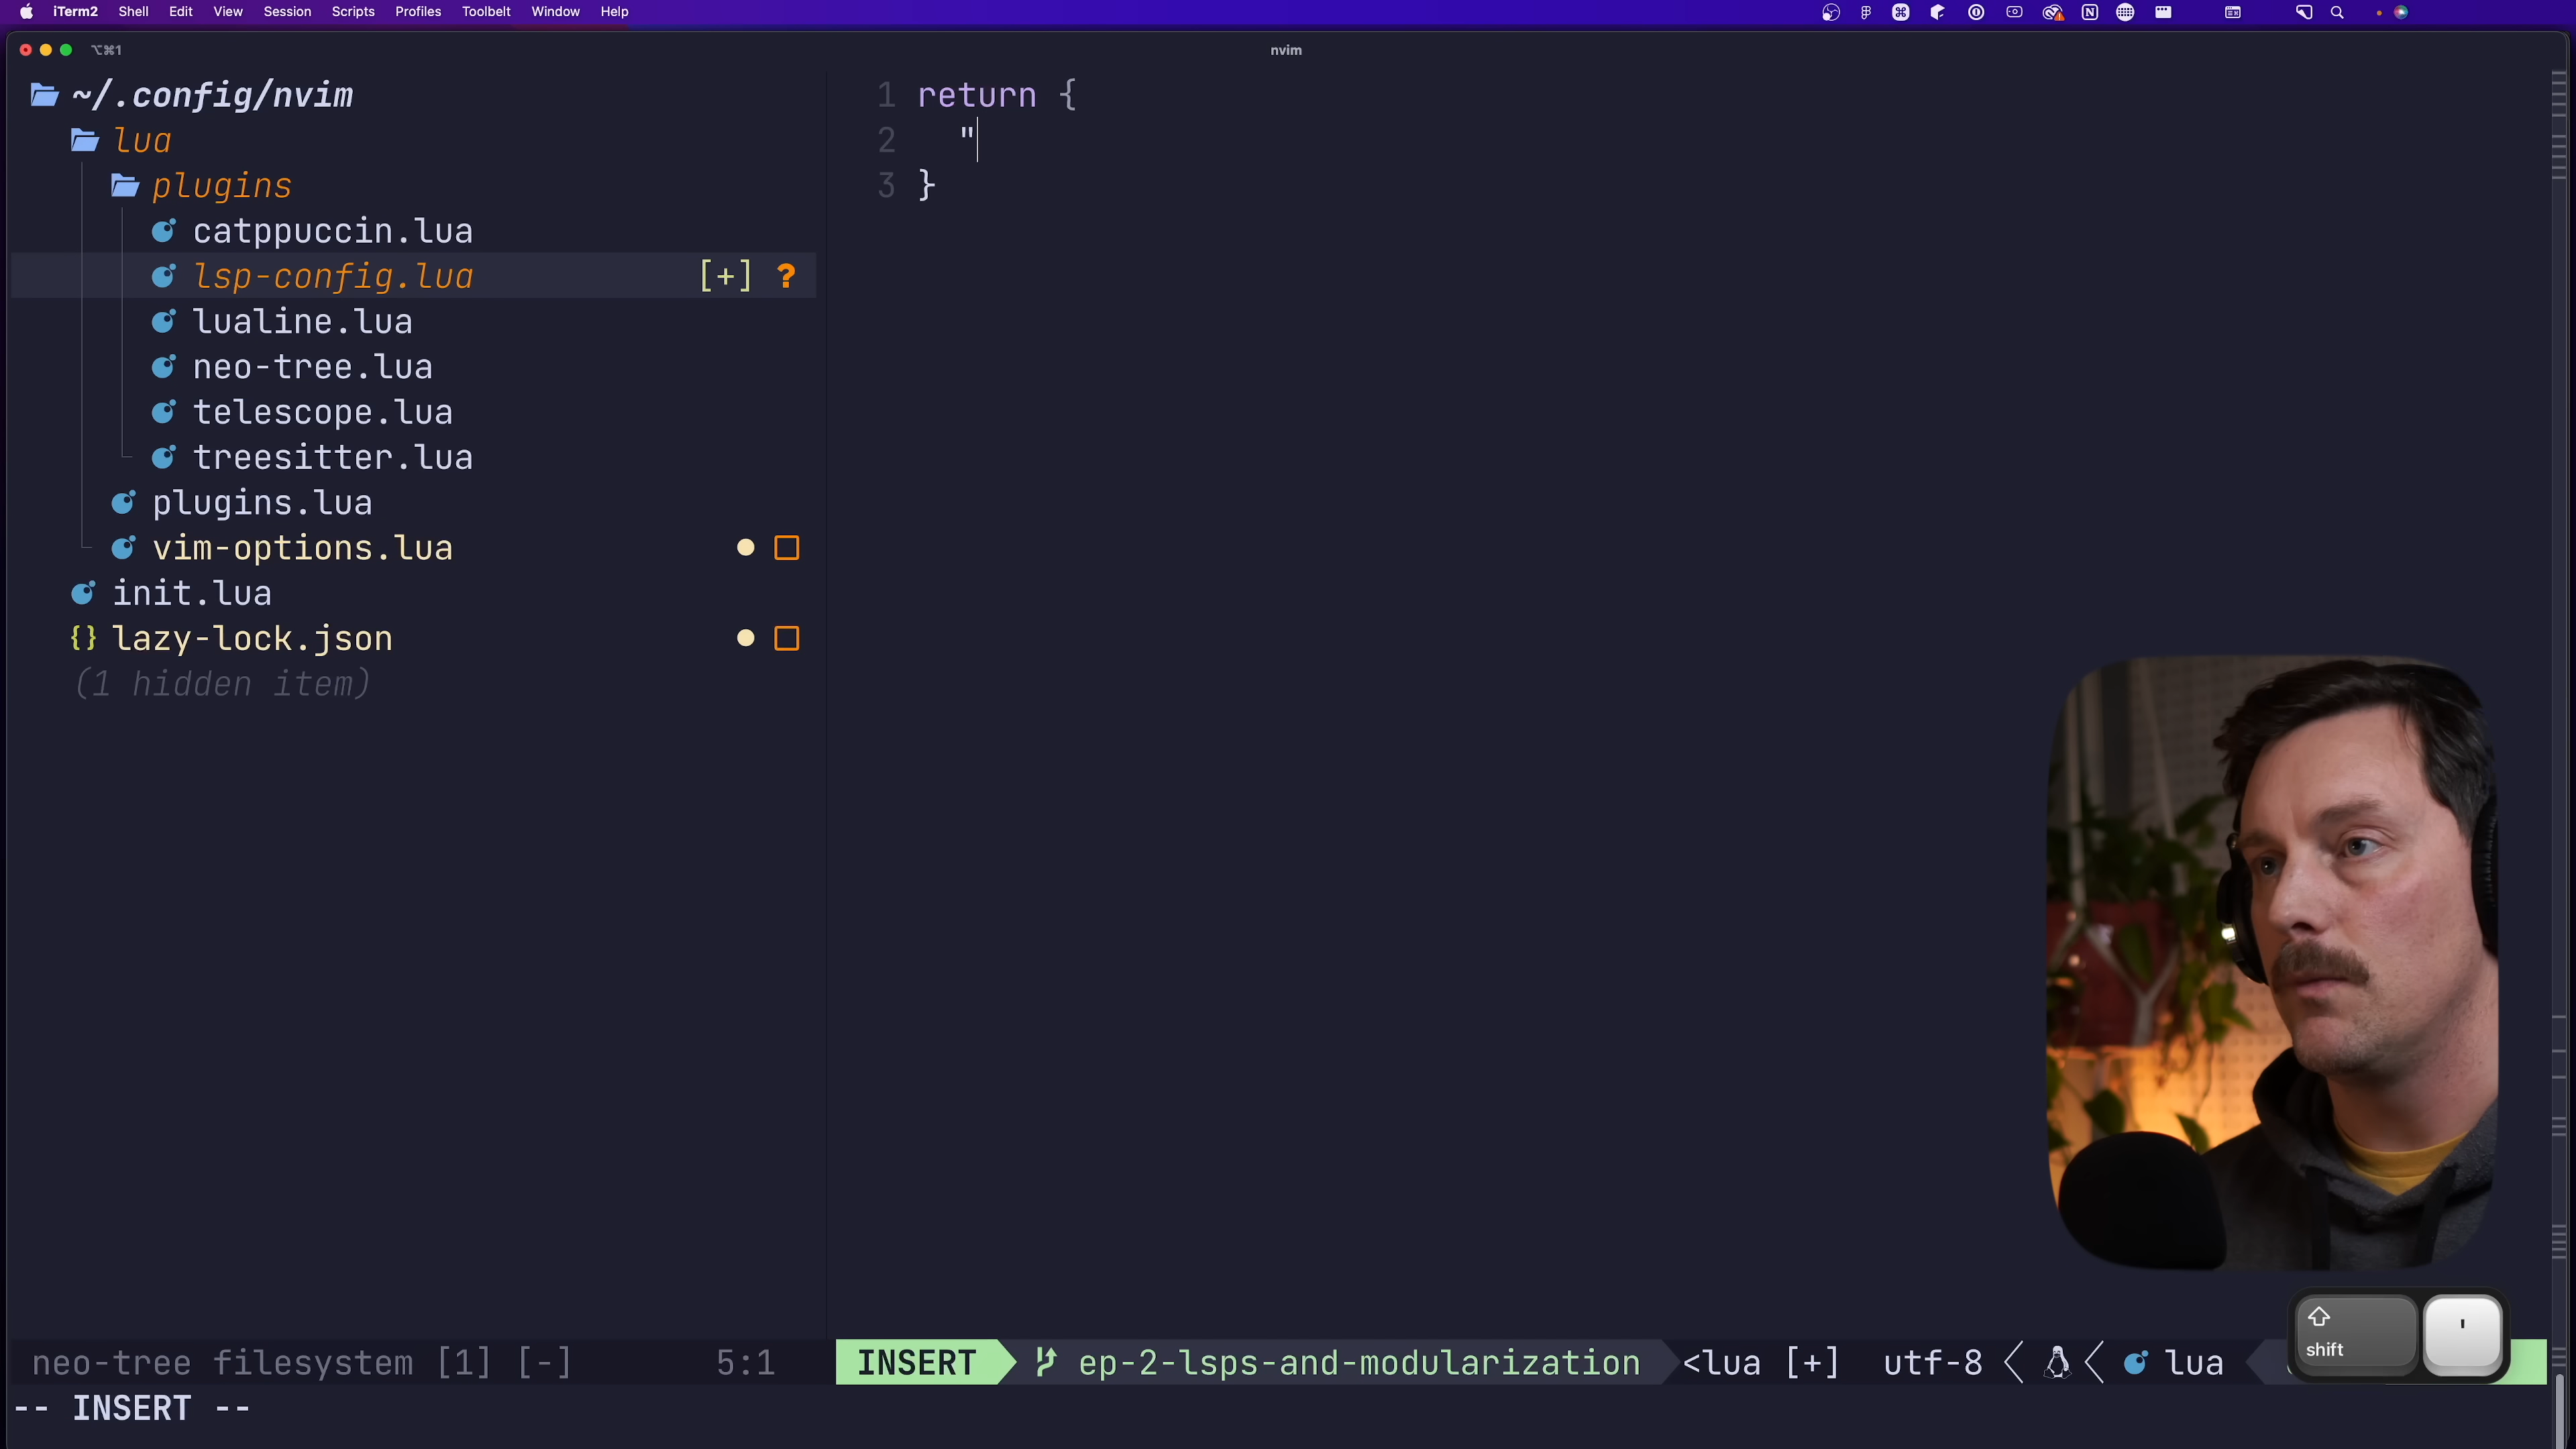 iTerm2 Shell Edit View Session Scripts Profiles Toolbelt Window Help
⌥⌘1
nvim
~/.config/nvim
lua
plugins
catppuccin.lua
lsp-config.lua [+] ?
lualine.lua
neo-tree.lua
telescope.lua
treesitter.lua
plugins.lua
vim-options.lua
init.lua
{} lazy-lock.json
(1 hidden item)
1 return {
2 "
3 }
neo-tree filesystem [1] [-] 5:1
INSERT ep-2-lsps-and-modularization <lua [+] utf-8 lua
-- INSERT --
shift
'